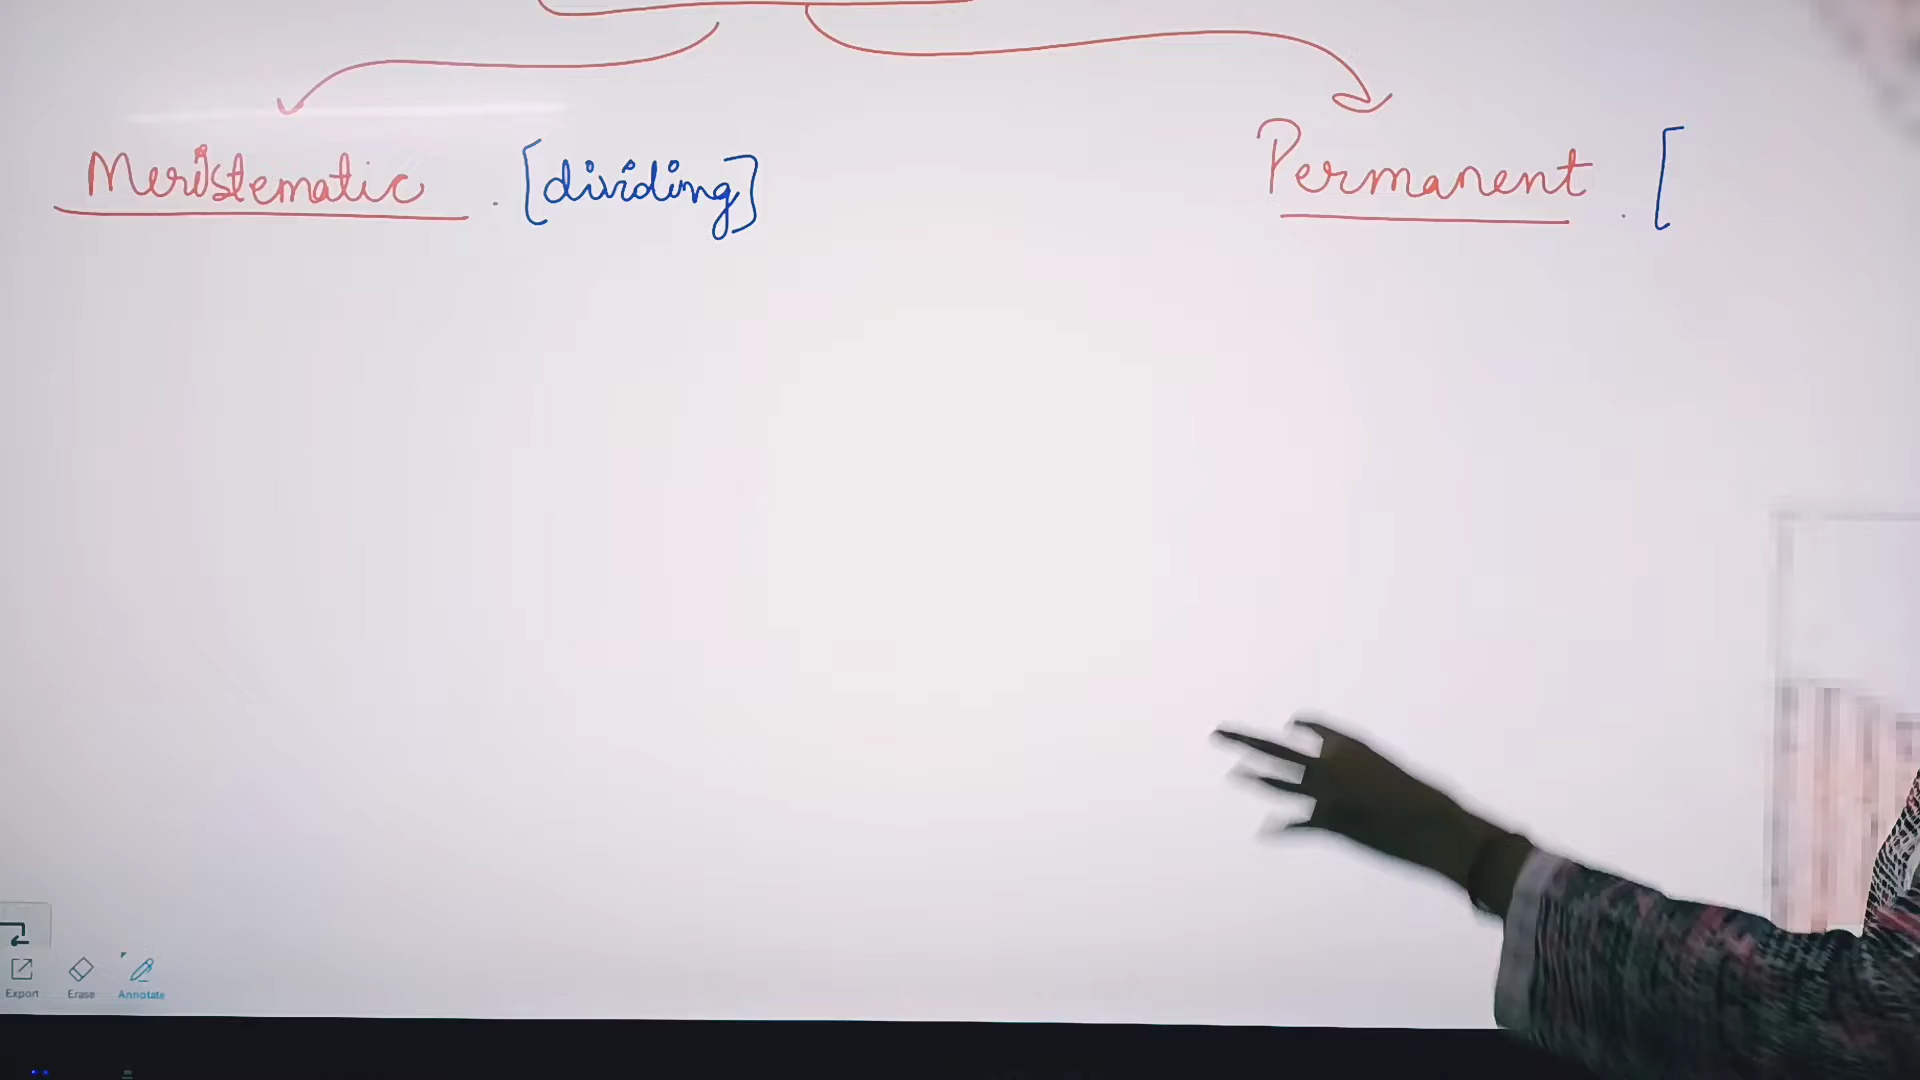 Meristematic . [dividing]
Permanent . [
Export
Erase
Annotate